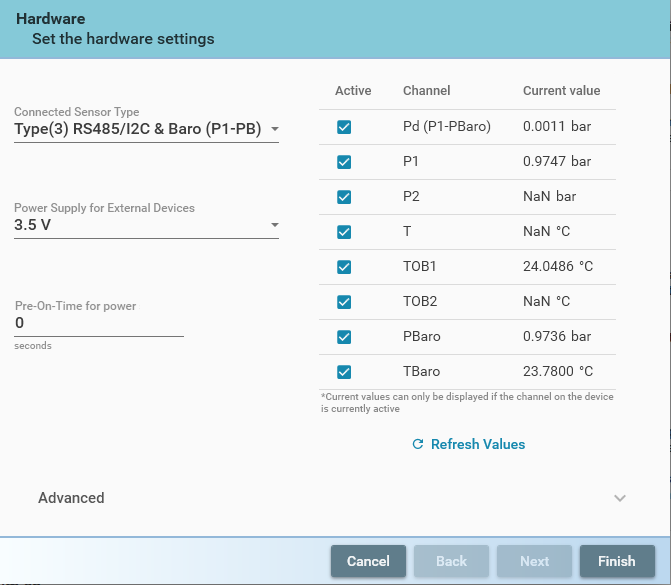 Hardware
Set the hardware settings
Connected Sensor Type
Type(3) RS485/I2C & Baro (P1-PB)
Power Supply for External Devices
3.5 V
Pre-On-Time for power
0
seconds
Active Channel Current value
Pd (P1-PBaro) 0.0011 bar
P1 0.9747 bar
P2 NaN bar
T NaN °C
TOB1 24.0486 °C
TOB2 NaN °C
PBaro 0.9736 bar
TBaro 23.7800 °C
*Current values can only be displayed if the channel on the device
is currently active
Refresh Values
Advanced
Cancel Back Next Finish